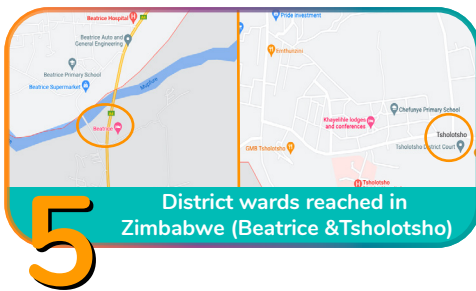 Beatrice Hospital
Beatrice Auto and
General Engineering
Beatrice Primary School
Beatrice Supermarket
Mupfure
Beatrice
Pride investment
Emthunzini
Chefunye Primary School
Khayelihle lodges
and conferences
Tsholotsho
Tsholotsho District Court
GMB Tsholotsho
Tsholotsho
5
District wards reached in
Zimbabwe (Beatrice &Tsholotsho)